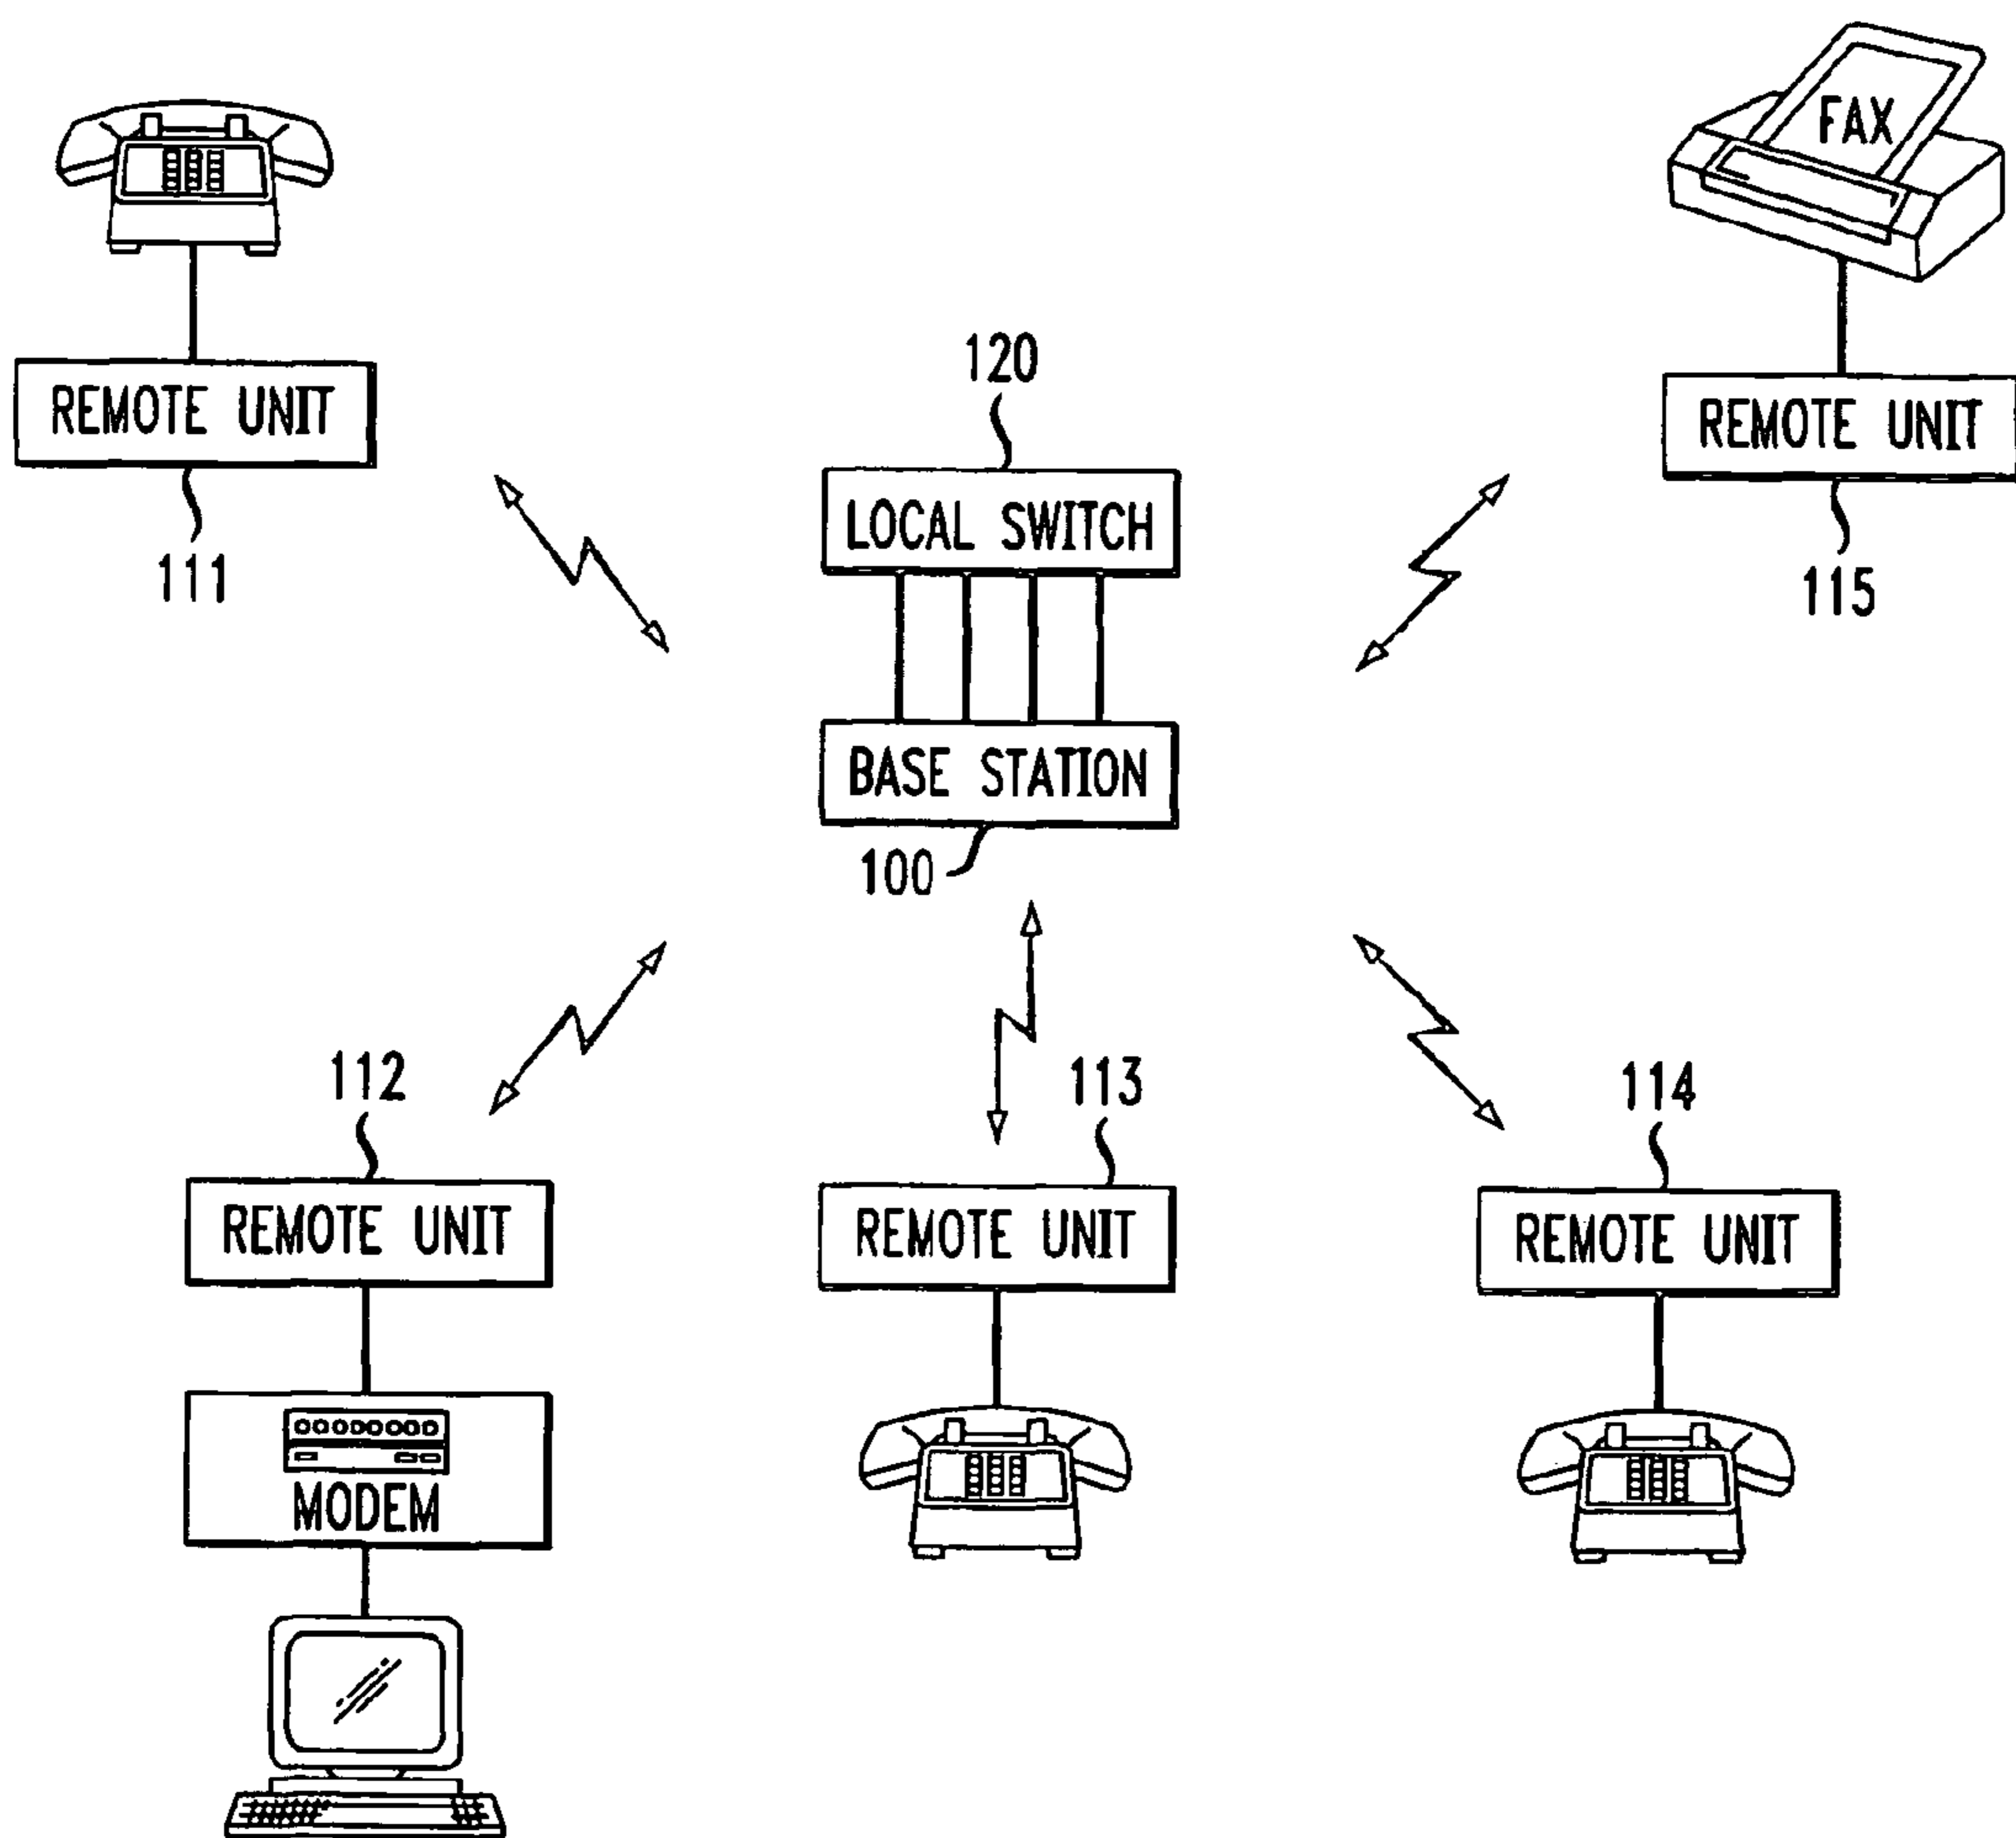 FAX
120
REMOTE UNIT
REMOTE UNIT
LOCAL SWITCH
111
115
BASE STATION
100
112
113
114
REMOTE UNIT
REMOTE UNIT
REMOTE UNIT
MODEM